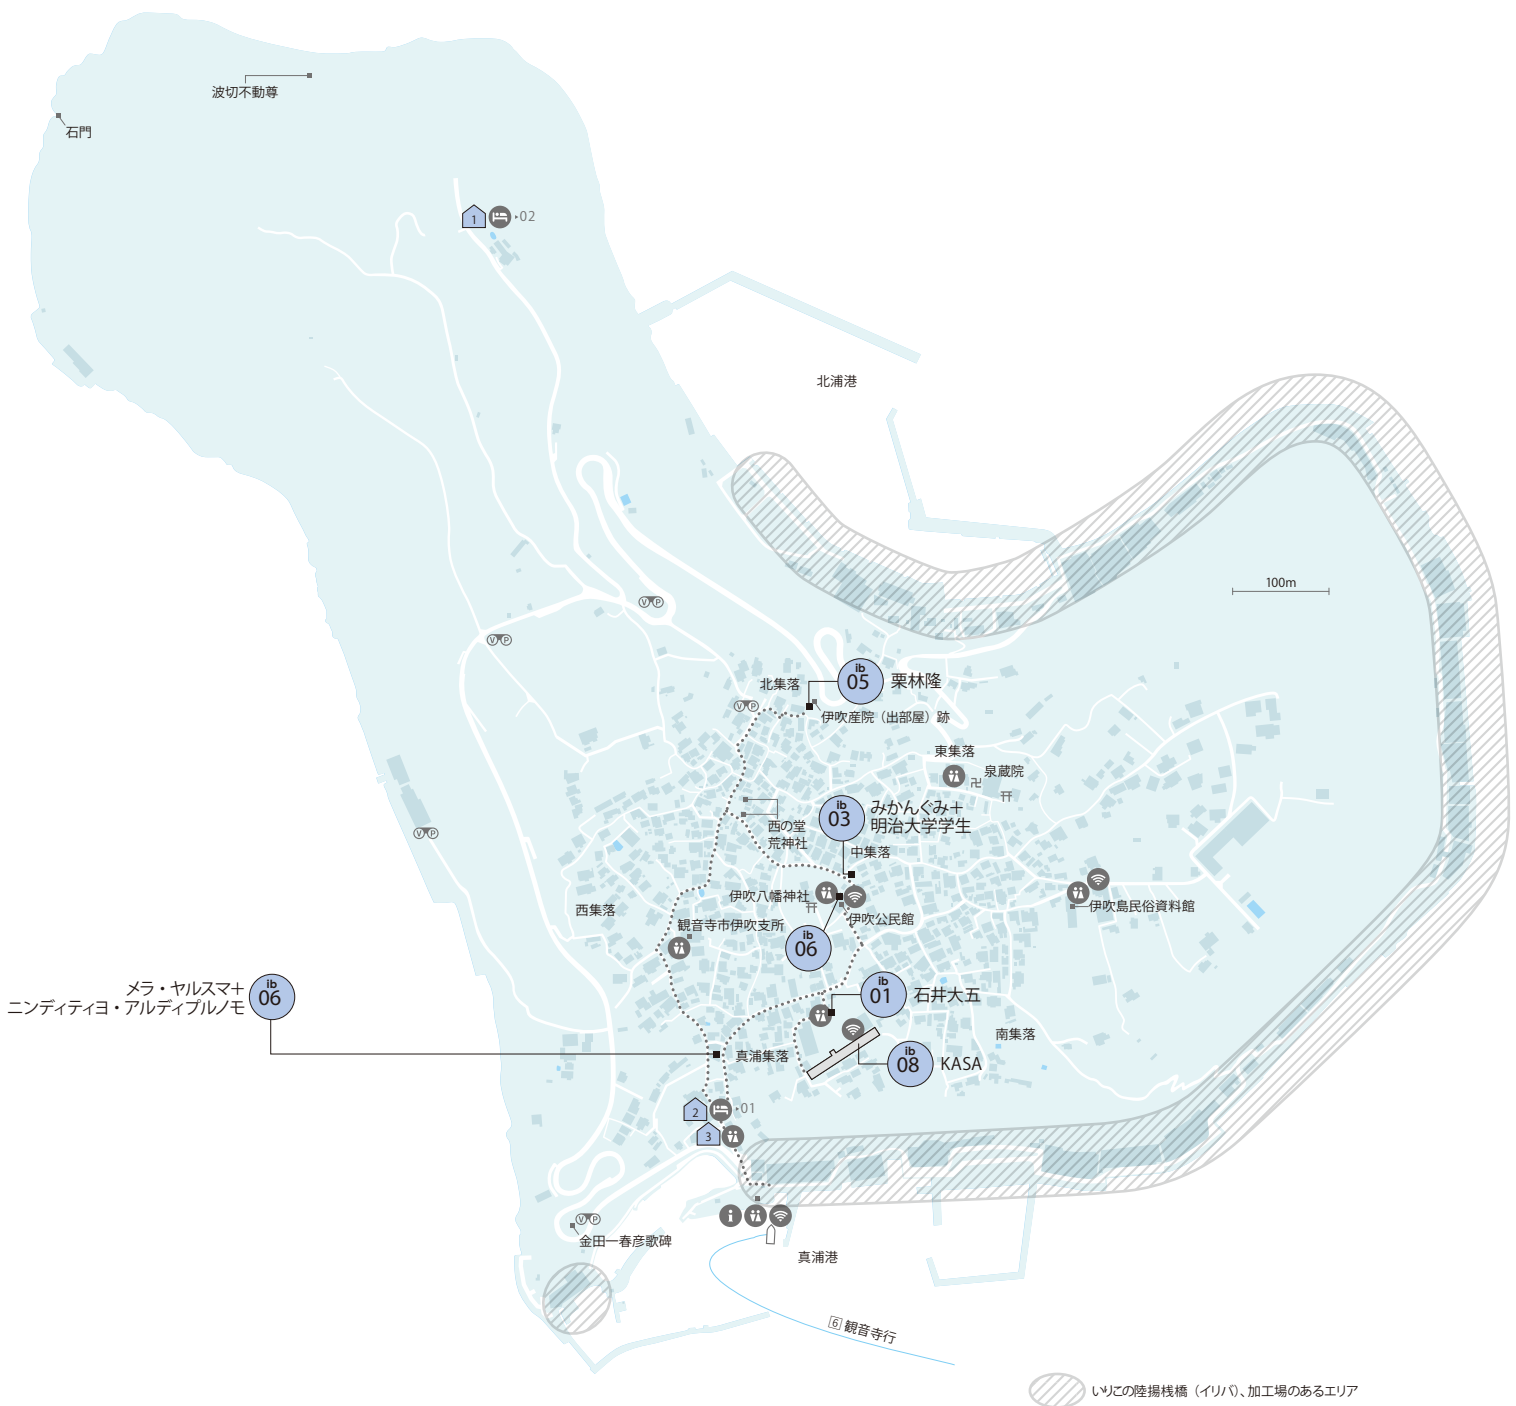 波切不動尊
石門
1
▸02
北浦港
100m
ib
05
栗林隆
北集落
V P
V P
V P
伊吹産院（出部屋）跡
東集落
泉蔵院
卍
ib
03
みかんぐみ＋
明治大学学生
西の堂
荒神社
中集落
V P
伊吹八幡神社
伊吹公民館
伊吹島民俗資料館
西集落
観音寺市伊吹支所
ib
06
ib
06
メラ・ヤルスマ＋
ニンディティヨ・アルディプルノモ
ib
01
石井大五
南集落
真浦集落
ib
08
KASA
2
▸01
3
V P
金田一春彦歌碑
i
真浦港
6 観音寺行
いりこの陸揚桟橋（イリバ）、加工場のあるエリア